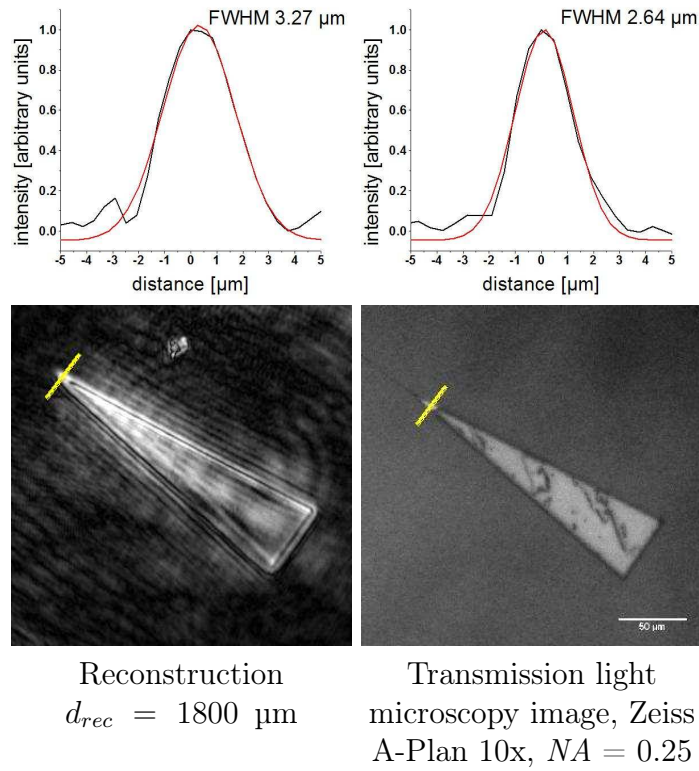 FWHM 3.27 µm
intensity [arbitrary units]
1.0
0.8
0.6
0.4
0.2
0.0
-5 -4 -3 -2 -1 0 1 2 3 4 5
distance [µm]
FWHM 2.64 µm
intensity [arbitrary units]
1.0
0.8
0.6
0.4
0.2
0.0
-5 -4 -3 -2 -1 0 1 2 3 4 5
distance [µm]
50 µm
Reconstruction
d_rec = 1800 µm
Transmission light
microscopy image, Zeiss
A-Plan 10x, NA = 0.25